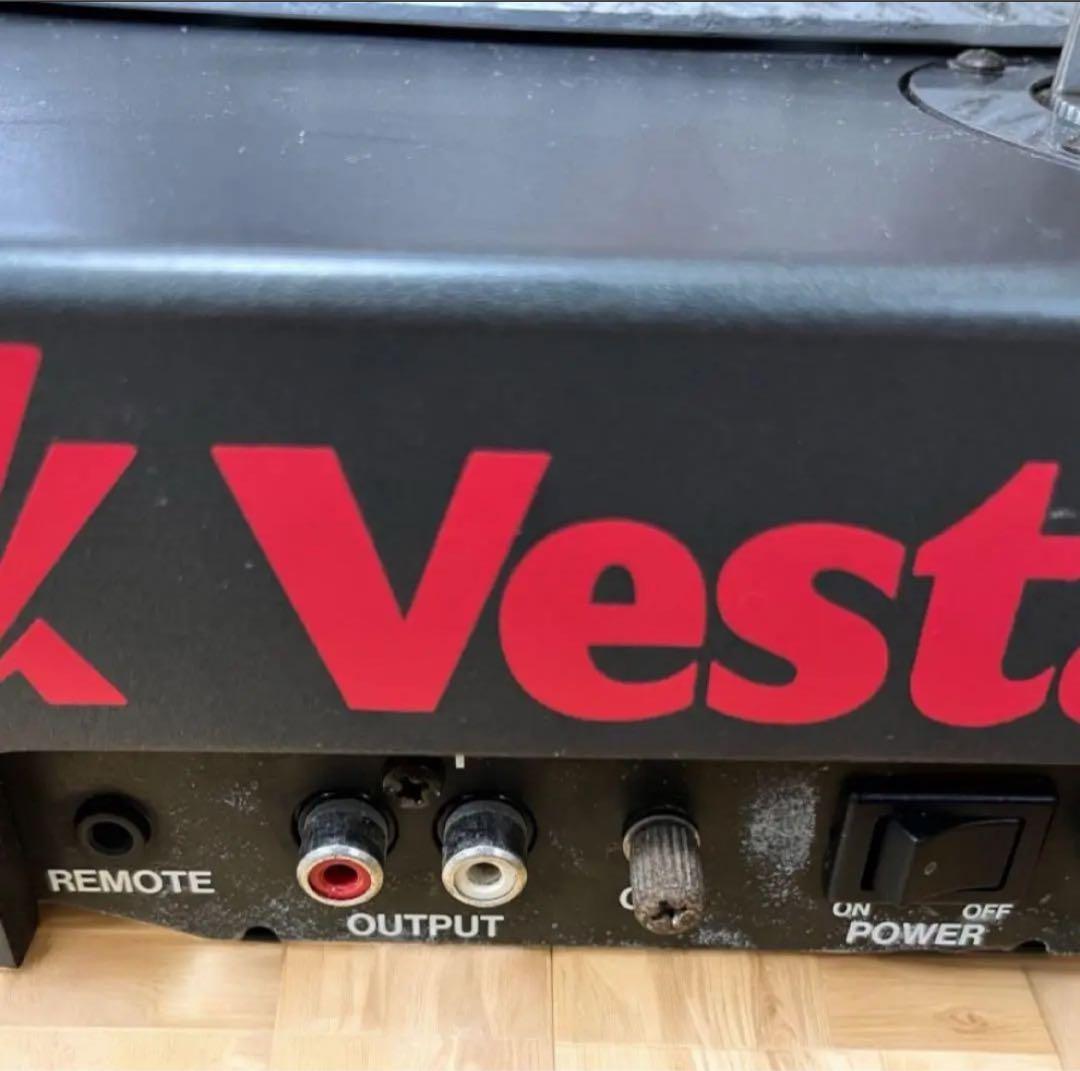 Vest
REMOTE
OUTPUT
ON OFF
POWER